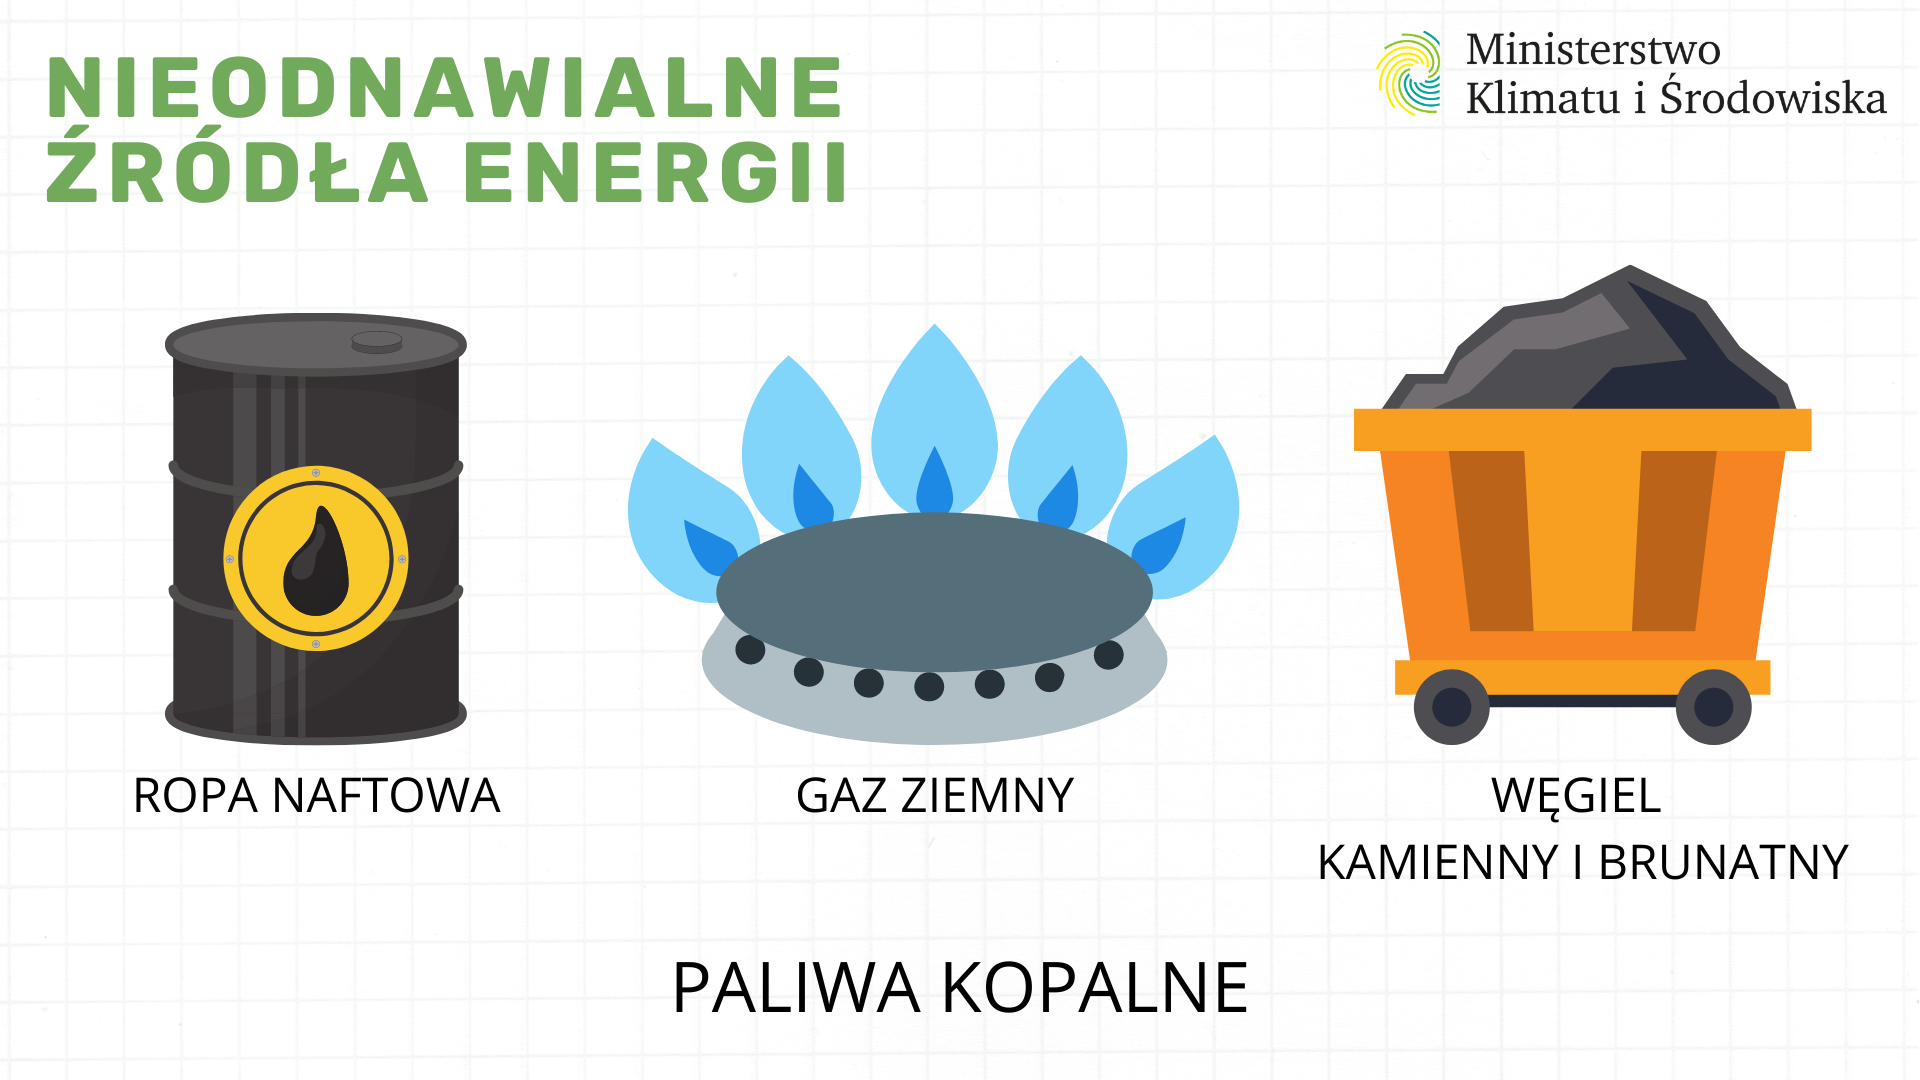 NIEODNAWIALNE
ŹRÓDŁA ENERGII
Ministerstwo
Klimatu i Środowiska
ROPA NAFTOWA
GAZ ZIEMNY
WĘGIEL
KAMIENNY I BRUNATNY
PALIWA KOPALNE